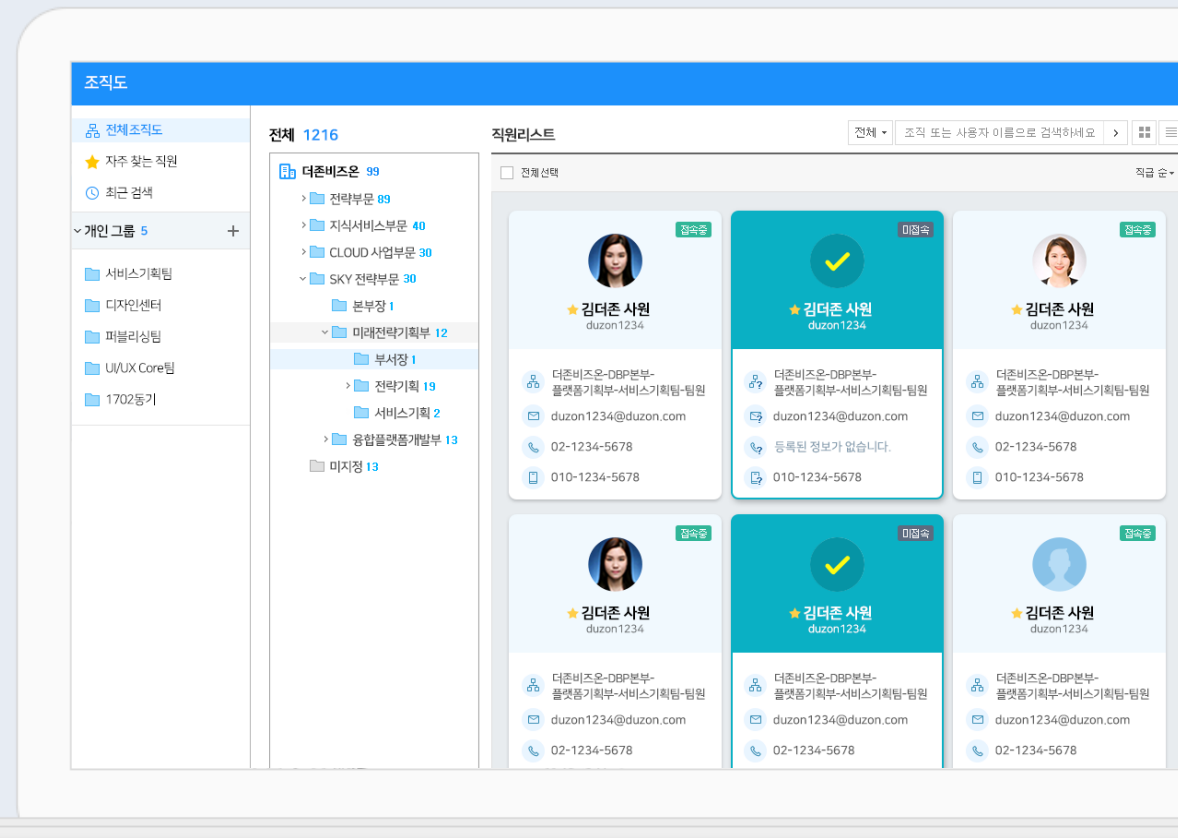 조직도
전체조직도
자주 찾는 직원
최근 검색
개인 그룹 5
서비스기획팀
디자인센터
퍼블리싱팀
UI/UX Core팀
1702동기
전체 1216
더존비즈온 99
전략부문 89
지식서비스부문 40
CLOUD 사업부문 30
SKY 전략부문 30
본부장 1
미래전략기획부 12
부서장 1
전략기획 19
서비스기획 2
융합플랫폼개발부 13
미지정 13
직원리스트
전체
조직 또는 사용자 이름으로 검색하세요
전체선택
직급 순
접속중
김더존 사원
duzon1234
더존비즈온-DBP본부-
플랫폼기획부-서비스기획팀-팀원
duzon1234@duzon.com
02-1234-5678
010-1234-5678
미접속
김더존 사원
duzon1234
더존비즈온-DBP본부-
플랫폼기획부-서비스기획팀-팀원
duzon1234@duzon.com
등록된 정보가 없습니다.
010-1234-5678
접속중
김더존 사원
duzon1234
더존비즈온-DBP본부-
플랫폼기획부-서비스기획팀-팀원
duzon1234@duzon.com
02-1234-5678
010-1234-5678
접속중
김더존 사원
duzon1234
더존비즈온-DBP본부-
플랫폼기획부-서비스기획팀-팀원
duzon1234@duzon.com
02-1234-5678
미접속
김더존 사원
duzon1234
더존비즈온-DBP본부-
플랫폼기획부-서비스기획팀-팀원
duzon1234@duzon.com
02-1234-5678
접속중
김더존 사원
duzon1234
더존비즈온-DBP본부-
플랫폼기획부-서비스기획팀-팀원
duzon1234@duzon.com
02-1234-5678